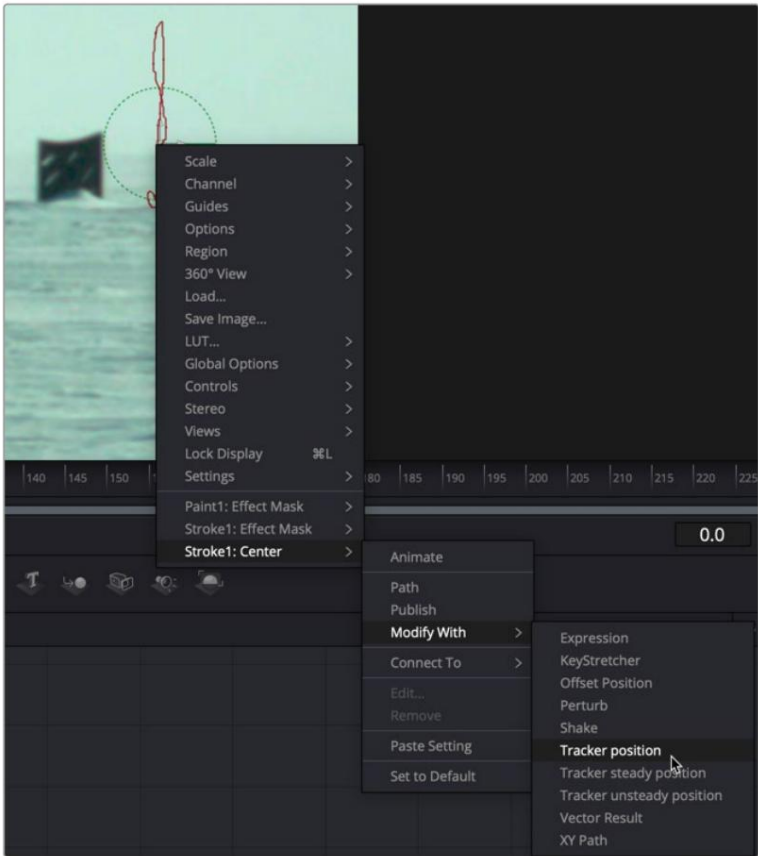 Scale >
Channel >
Guides >
Options >
Region >
360° View >
Load...
Save Image...
LUT... >
Global Options >
Controls >
Stereo >
Views >
Lock Display ⌘L
Settings >
140 145 150 180 185 190 195 200 205 210 215 220 225
Paint1: Effect Mask >
Stroke1: Effect Mask >
Stroke1: Center >
0.0
Animate
Path
Publish
Modify With >
Connect To >
Edit...
Remove
Paste Setting
Set to Default
Expression
KeyStretcher
Offset Position
Perturb
Shake
Tracker position
Tracker steady position
Tracker unsteady position
Vector Result
XY Path
T